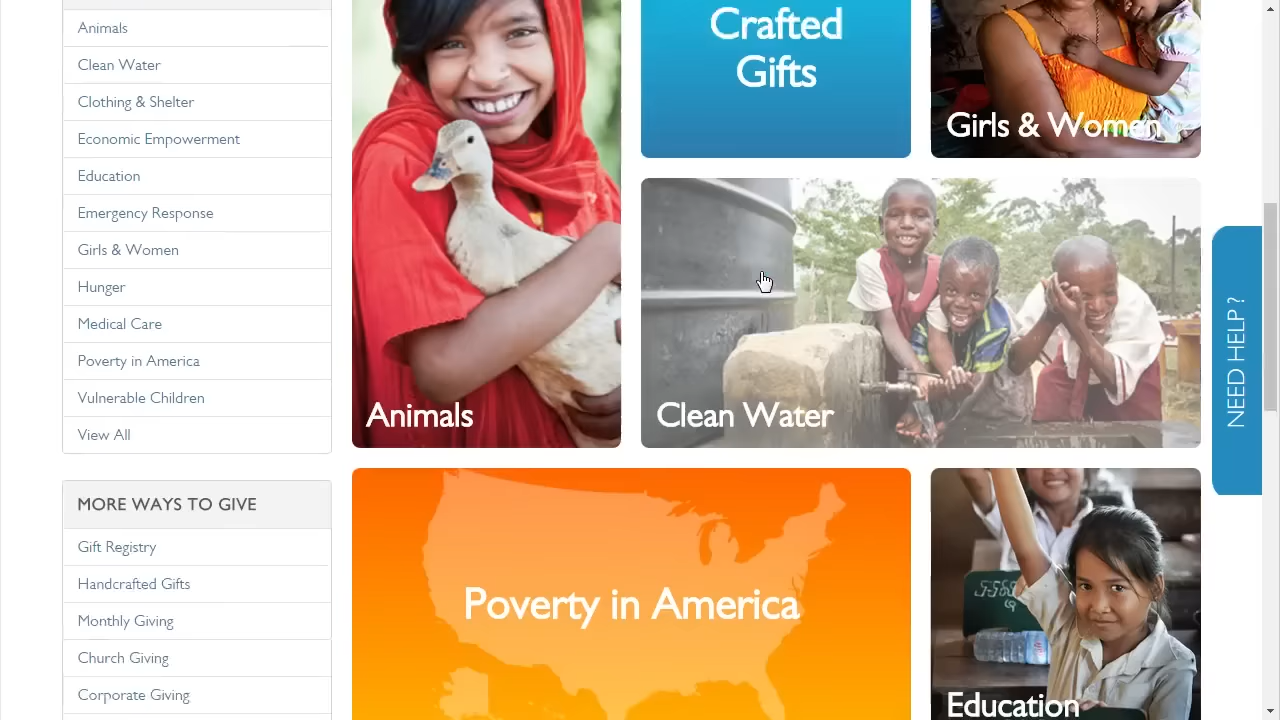 Animals
Clean Water
Clothing & Shelter
Economic Empowerment
Education
Emergency Response
Girls & Women
Hunger
Medical Care
Poverty in America
Vulnerable Children
View All
MORE WAYS TO GIVE
Gift Registry
Handcrafted Gifts
Monthly Giving
Church Giving
Corporate Giving
Crafted
Gifts
Girls & Women
Animals
Clean Water
Poverty in America
Education
NEED HELP?